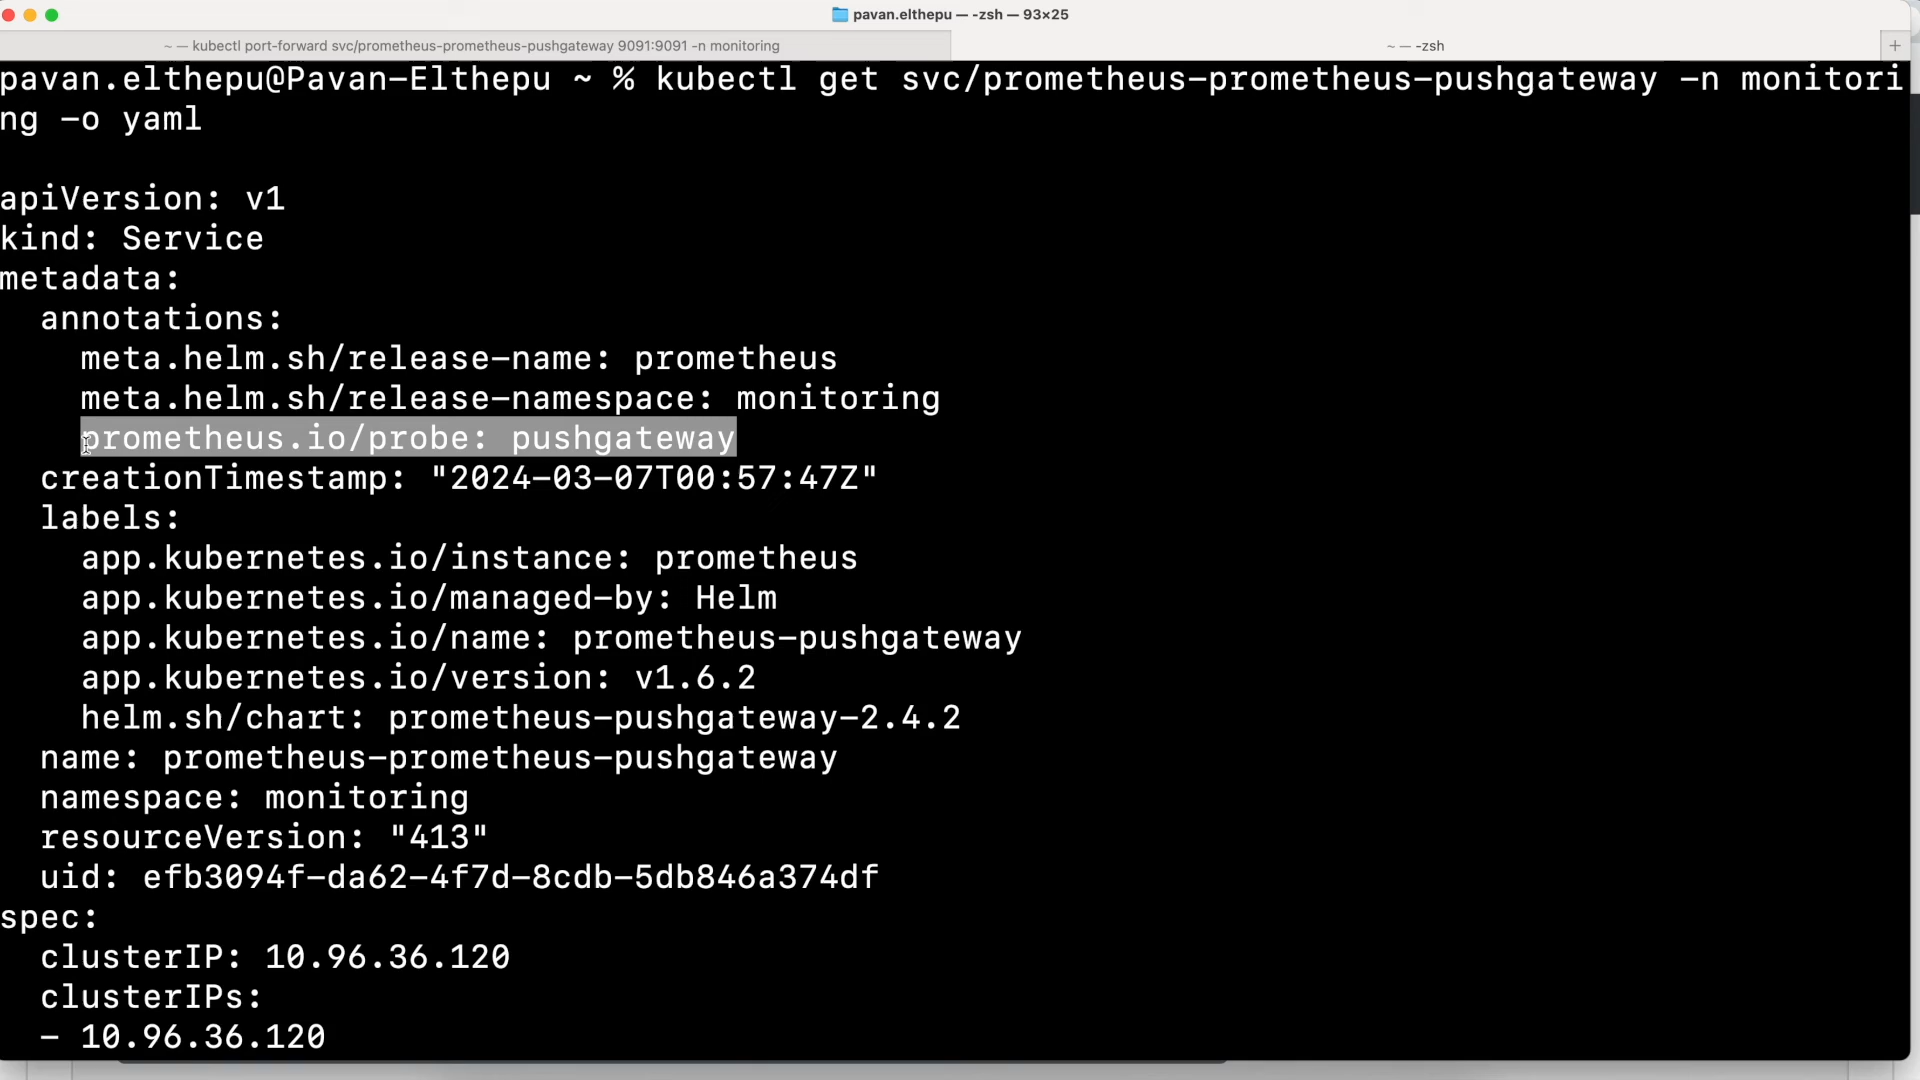 pavan.elthepu — -zsh — 93×25
~ — kubectl port-forward svc/prometheus-prometheus-pushgateway 9091:9091 -n monitoring
~ — -zsh
+
pavan.elthepu@Pavan-Elthepu ~ % kubectl get svc/prometheus-prometheus-pushgateway -n monitori
ng -o yaml
apiVersion: v1
kind: Service
metadata:
  annotations:
    meta.helm.sh/release-name: prometheus
    meta.helm.sh/release-namespace: monitoring
    prometheus.io/probe: pushgateway
  creationTimestamp: "2024-03-07T00:57:47Z"
  labels:
    app.kubernetes.io/instance: prometheus
    app.kubernetes.io/managed-by: Helm
    app.kubernetes.io/name: prometheus-pushgateway
    app.kubernetes.io/version: v1.6.2
    helm.sh/chart: prometheus-pushgateway-2.4.2
  name: prometheus-prometheus-pushgateway
  namespace: monitoring
  resourceVersion: "413"
  uid: efb3094f-da62-4f7d-8cdb-5db846a374df
spec:
  clusterIP: 10.96.36.120
  clusterIPs:
  - 10.96.36.120